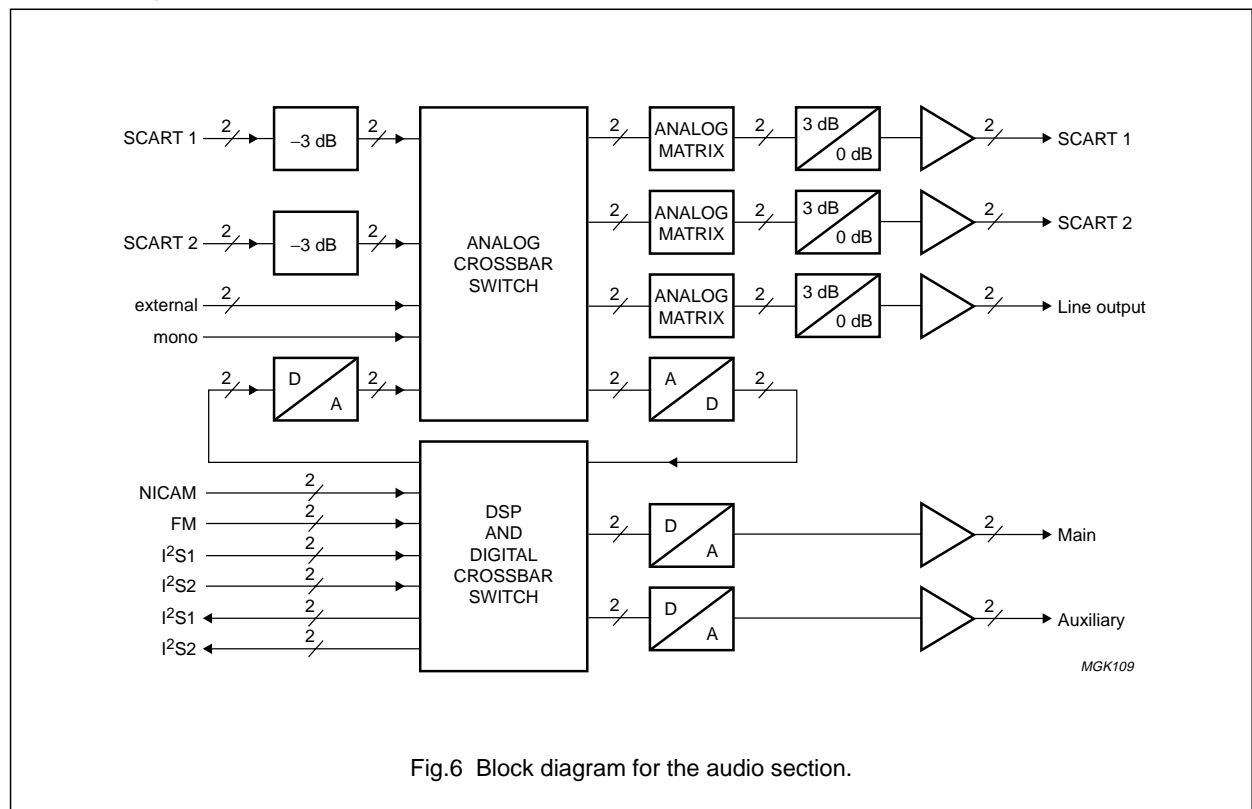 SCART 1 2 −3 dB 2 2 ANALOG MATRIX 2 3 dB 0 dB 2 SCART 1
SCART 2 2 −3 dB 2 ANALOG CROSSBAR SWITCH 2 ANALOG MATRIX 2 3 dB 0 dB 2 SCART 2
external 2 2 ANALOG MATRIX 2 3 dB 0 dB 2 Line output
mono
2 D A 2 2 A D 2
NICAM 2
FM 2 DSP AND DIGITAL CROSSBAR SWITCH 2 D A 2 Main
I²S1 2
I²S2 2
I²S1 2 2 D A 2 Auxiliary
I²S2 2
MGK109
Fig.6 Block diagram for the audio section.